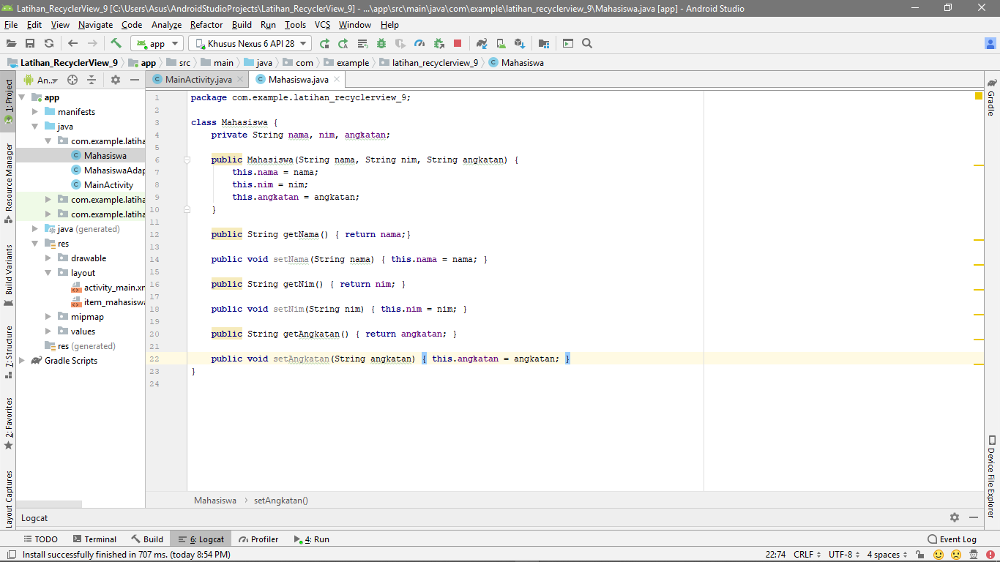 Latihan_RecyclerView_9 [C:\Users\Asus\AndroidStudioProjects\Latihan_RecyclerView_9] - ...\app\src\main\java\com\example\latihan_recyclerview_9\Mahasiswa.java [app] - Android Studio
File Edit View Navigate Code Analyze Refactor Build Run Tools VCS Window Help
app Khusus Nexus 6 API 28
Latihan_RecyclerView_9 app src main java com example latihan_recyclerview_9 Mahasiswa
An... MainActivity.java Mahasiswa.java
1: Project
Resource Manager
Build Variants
7: Structure
2: Favorites
Layout Captures
app
manifests
java
com.example.latiha
Mahasiswa
MahasiswaAdap
MainActivity
com.example.latiha
com.example.latiha
java (generated)
res
drawable
layout
activity_main.xm
item_mahasiswa
mipmap
values
res (generated)
Gradle Scripts
1 package com.example.latihan_recyclerview_9;
2
3 class Mahasiswa {
4 private String nama, nim, angkatan;
5
6 public Mahasiswa(String nama, String nim, String angkatan) {
7 this.nama = nama;
8 this.nim = nim;
9 this.angkatan = angkatan;
10 }
11
12 public String getNama() { return nama;}
13
14 public void setNama(String nama) { this.nama = nama; }
15
16 public String getNim() { return nim; }
17
18 public void setNim(String nim) { this.nim = nim; }
19
20 public String getAngkatan() { return angkatan; }
21
22 public void setAngkatan(String angkatan) { this.angkatan = angkatan; }
23 }
24
Gradle
Device File Explorer
Mahasiswa setAngkatan()
Logcat
TODO Terminal Build 6: Logcat Profiler 4: Run Event Log
Install successfully finished in 707 ms. (today 8:54 PM) 22:74 CRLF UTF-8 4 spaces